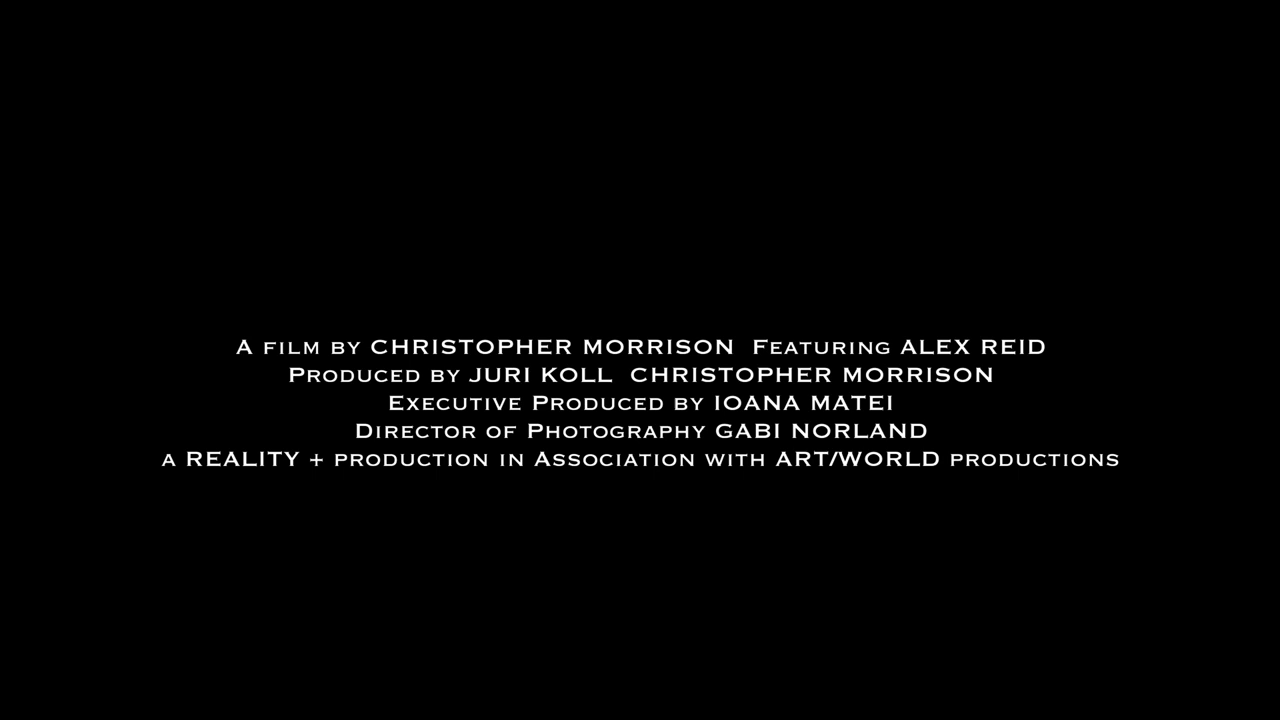 A FILM BY CHRISTOPHER MORRISON  FEATURING ALEX REID
PRODUCED BY JURI KOLL  CHRISTOPHER MORRISON
EXECUTIVE PRODUCED BY IOANA MATEI
DIRECTOR OF PHOTOGRAPHY GABI NORLAND
A REALITY + PRODUCTION IN ASSOCIATION WITH ART/WORLD PRODUCTIONS